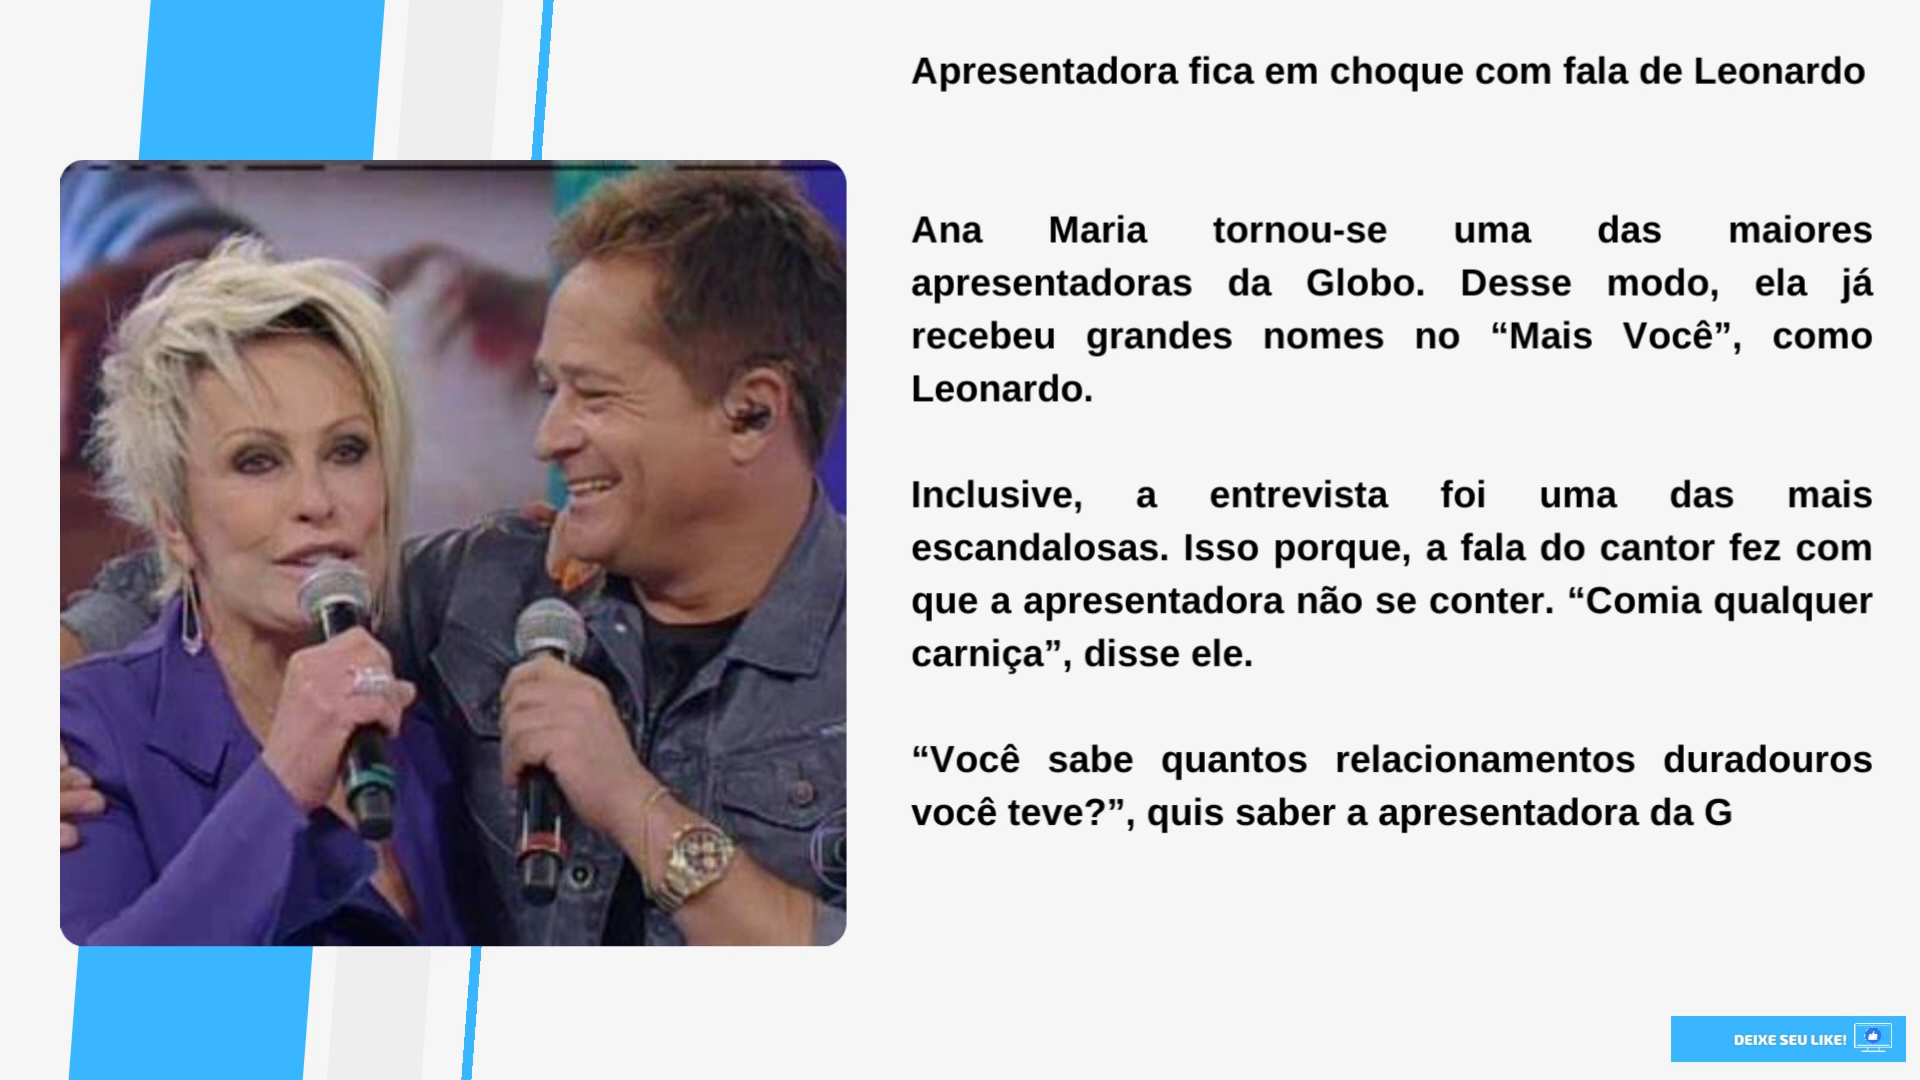 Apresentadora fica em choque com fala de Leonardo
Ana Maria tornou-se uma das maiores
apresentadoras da Globo. Desse modo, ela já
recebeu grandes nomes no “Mais Você”, como
Leonardo.
Inclusive, a entrevista foi uma das mais
escandalosas. Isso porque, a fala do cantor fez com
que a apresentadora não se conter. “Comia qualquer
carniça”, disse ele.
“Você sabe quantos relacionamentos duradouros
você teve?”, quis saber a apresentadora da G
DEIXE SEU LIKE!